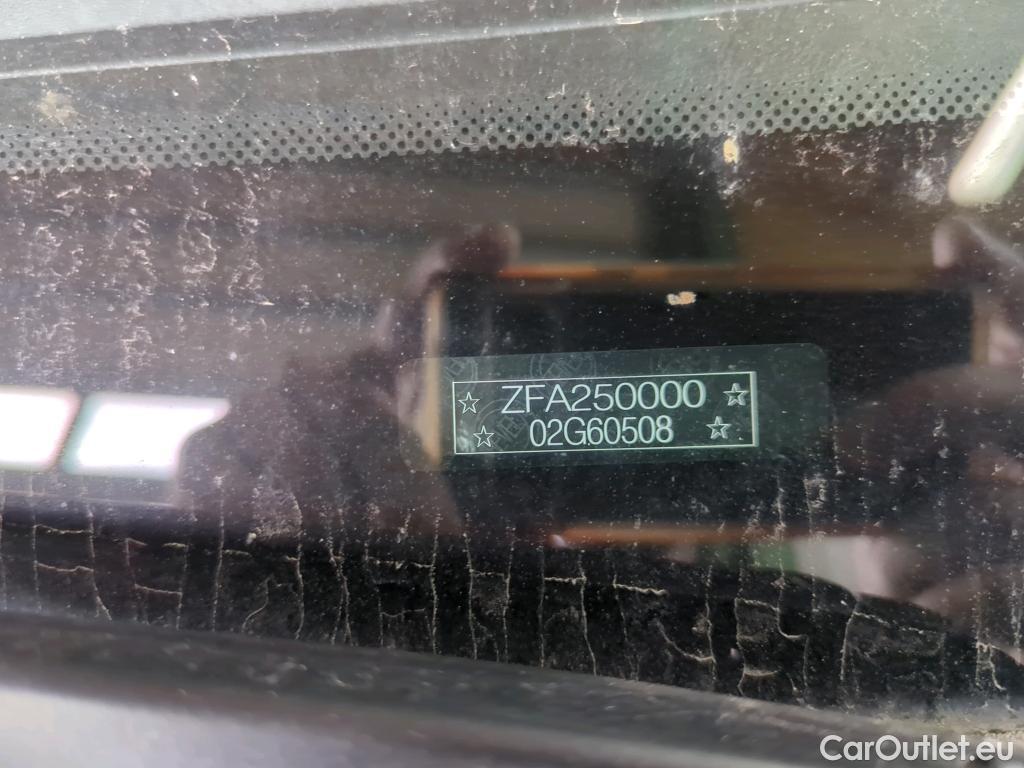 ☆ ZFA250000 ☆
☆ 02G60508 ☆
CarOutlet.eu